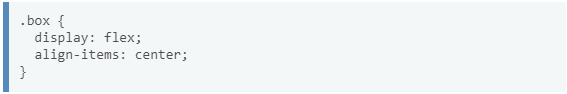 .box {
  display: flex;
  align-items: center;
}